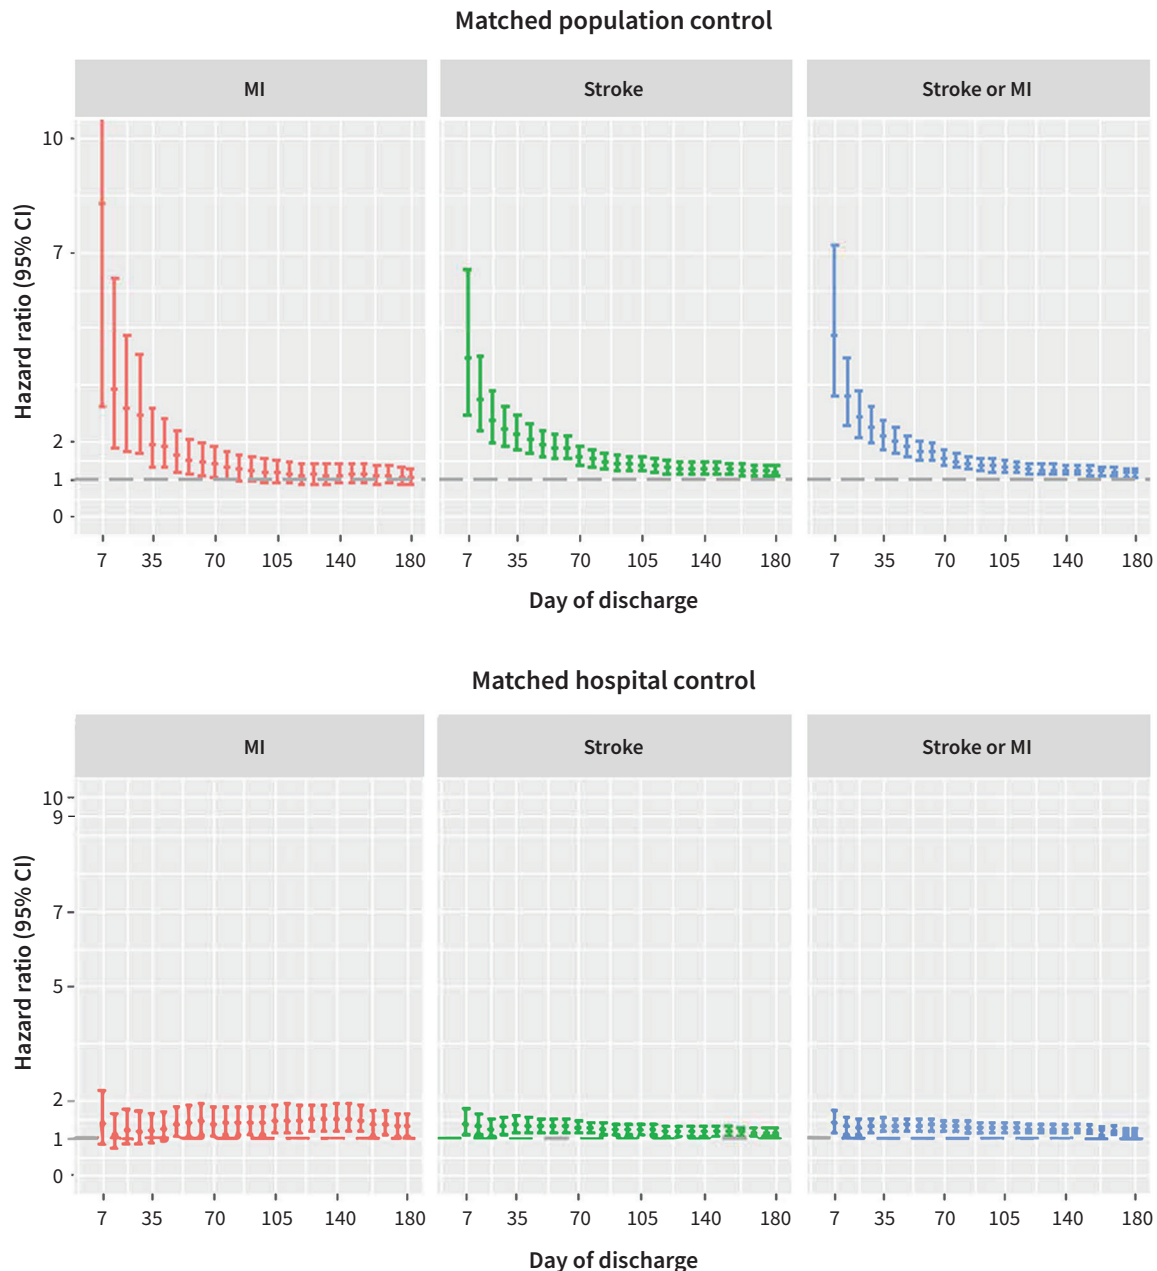 Matched population control
MI Stroke Stroke or MI
Hazard ratio (95% CI)
10
7
2
1
0
7 35 70 105 140 180 7 35 70 105 140 180 7 35 70 105 140 180
Day of discharge
Matched hospital control
MI Stroke Stroke or MI
Hazard ratio (95% CI)
10
9
7
5
2
1
0
7 35 70 105 140 180 7 35 70 105 140 180 7 35 70 105 140 180
Day of discharge